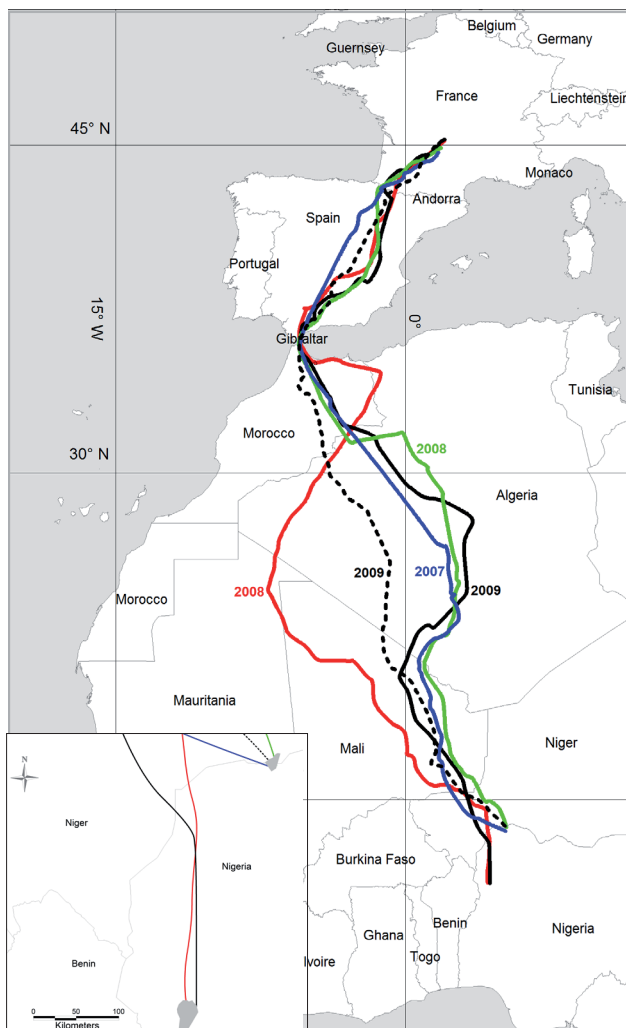 Belgium
Guernsey
Germany
France
Liechtenstein
45° N
Monaco
Andorra
Spain
Portugal
15° W
0°
Gibraltar
Tunisia
Morocco
2008
30 N
Algeria
2009
2007
2009
2008
Morocco
Mauritania
Mali
Niger
N
Niger
Nigeria
Benin
0 50 100
Kilometers
Burkina Faso
Ghana
Benin
Togo
Nigeria
Ivoire